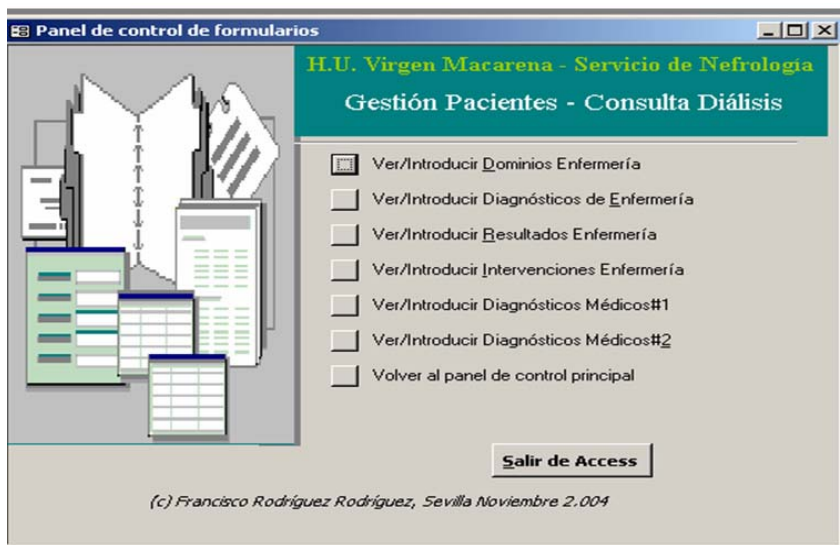 Panel de control de formularios
H.U. Virgen Macarena - Servicio de Nefrología
Gestión Pacientes - Consulta Diálisis
Ver/Introducir Dominios Enfermería
Ver/Introducir Diagnósticos de Enfermería
Ver/Introducir Resultados Enfermería
Ver/Introducir Intervenciones Enfermería
Ver/Introducir Diagnósticos Médicos#1
Ver/Introducir Diagnósticos Médicos#2
Volver al panel de control principal
Salir de Access
(c) Francisco Rodríguez Rodríguez, Sevilla Noviembre 2.004